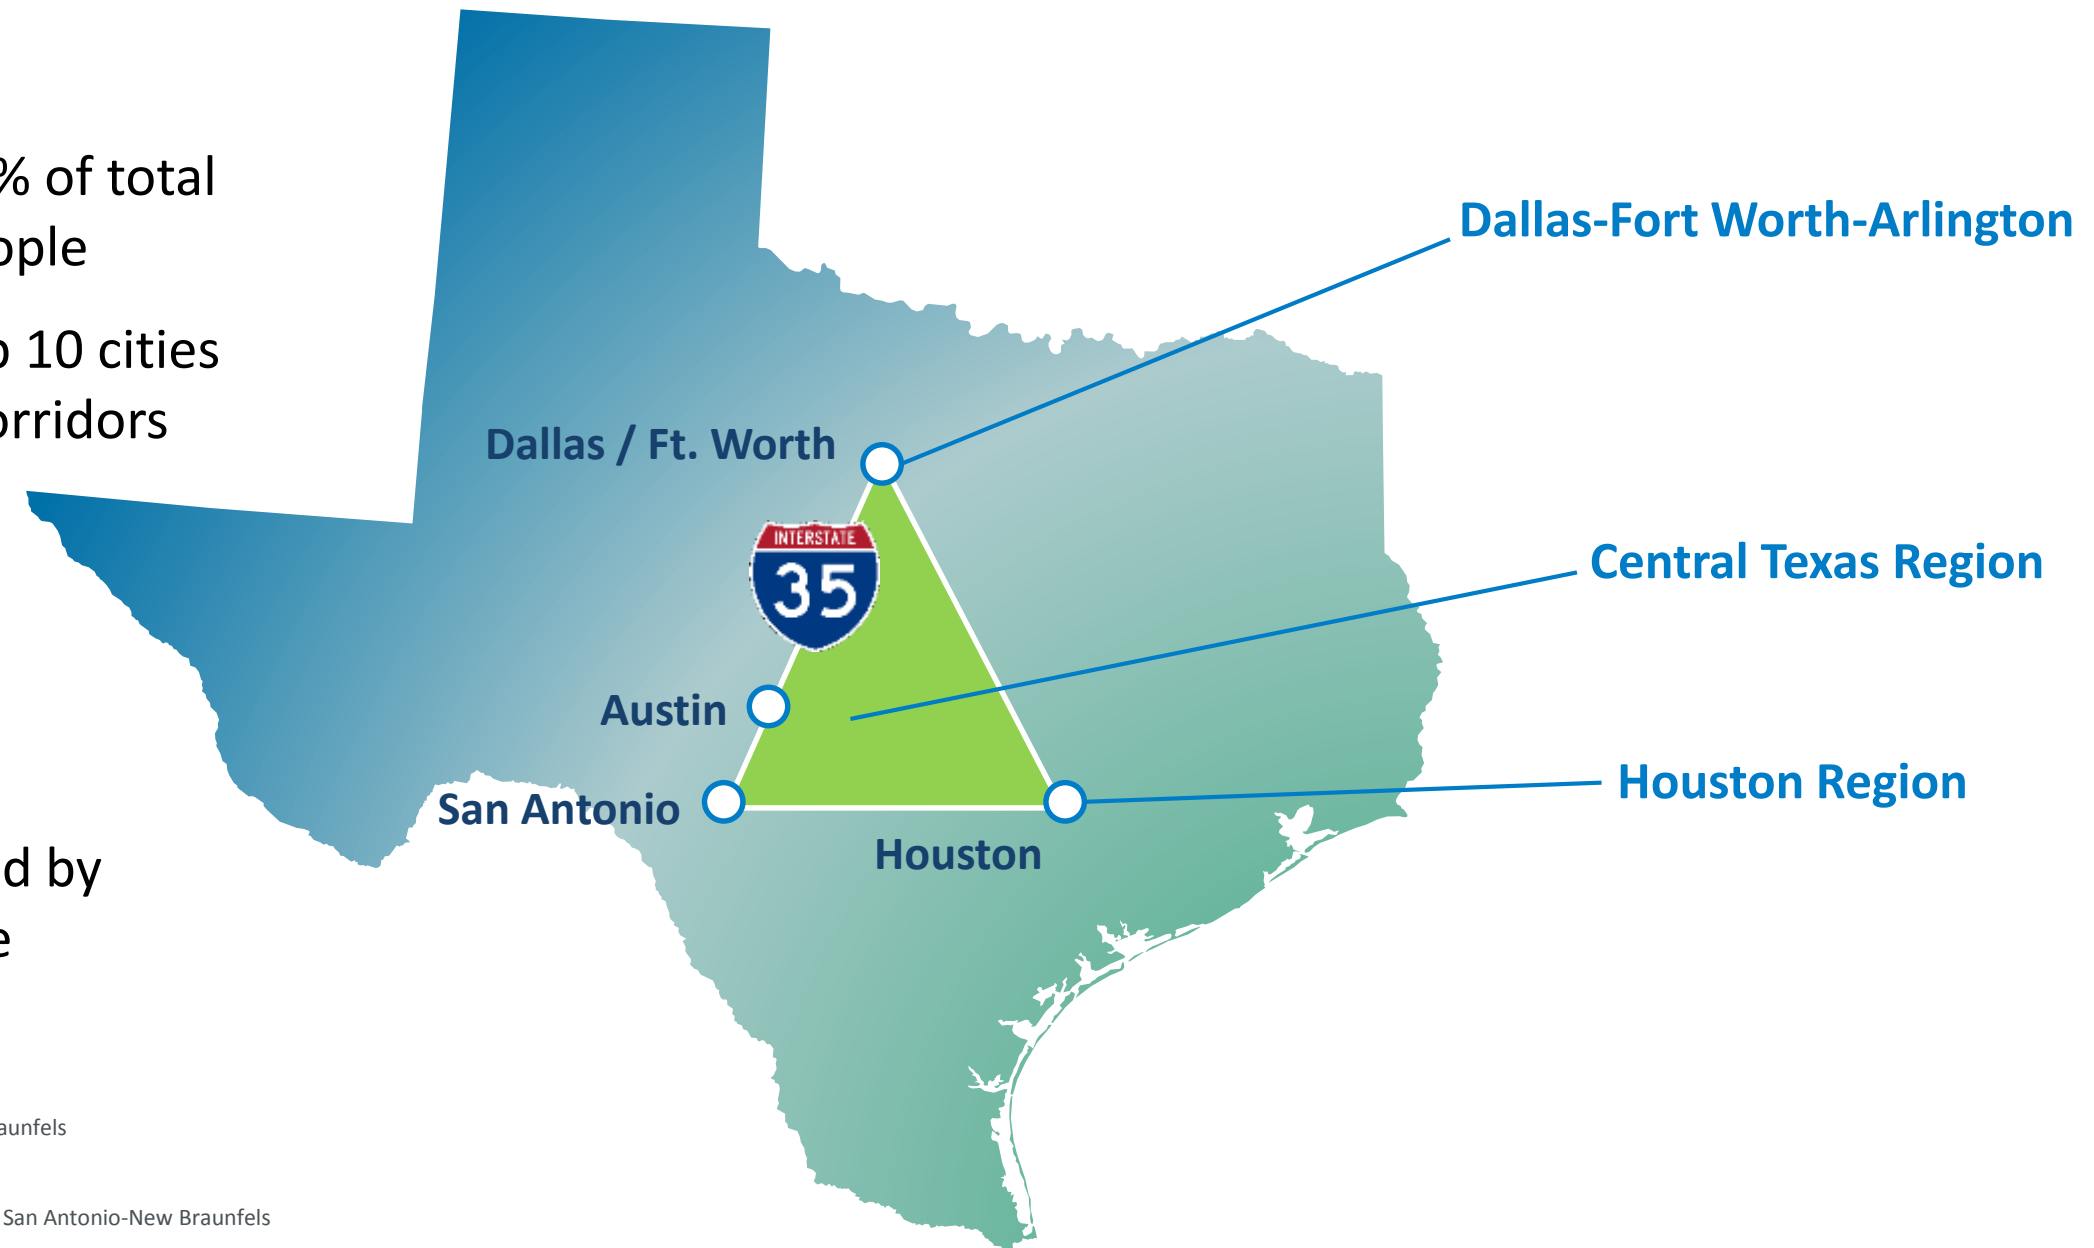 % of total
ople
10 cities
orridors
d by
e
aunfels
San Antonio-New Braunfels
Dallas-Fort Worth-Arlington
Dallas / Ft. Worth
INTERSTATE
35
Central Texas Region
Austin
San Antonio
Houston Region
Houston